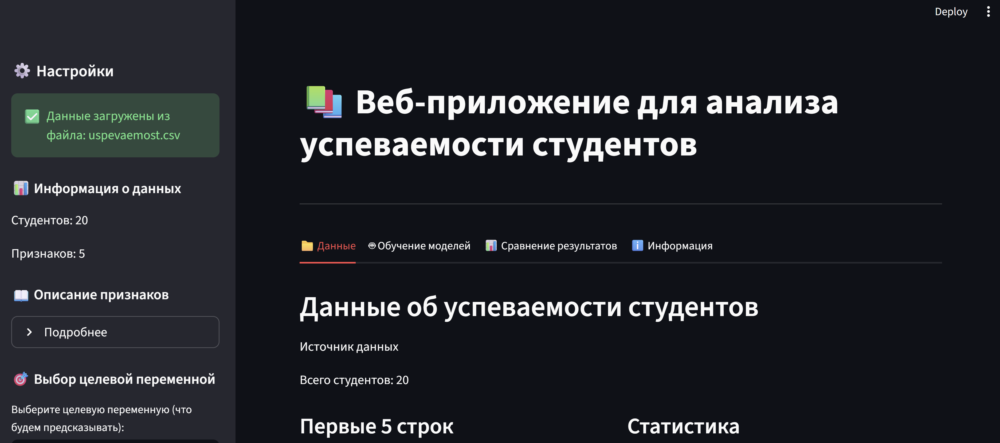 Deploy
Настройки
Данные загружены из
файла: uspevaemost.csv
Информация о данных
Студентов: 20
Признаков: 5
Описание признаков
Подробнее
Выбор целевой переменной
Выберите целевую переменную (что
будем предсказывать):
Веб-приложение для анализа
успеваемости студентов
Данные
Обучение моделей
Сравнение результатов
Информация
Данные об успеваемости студентов
Источник данных
Всего студентов: 20
Первые 5 строк
Статистика